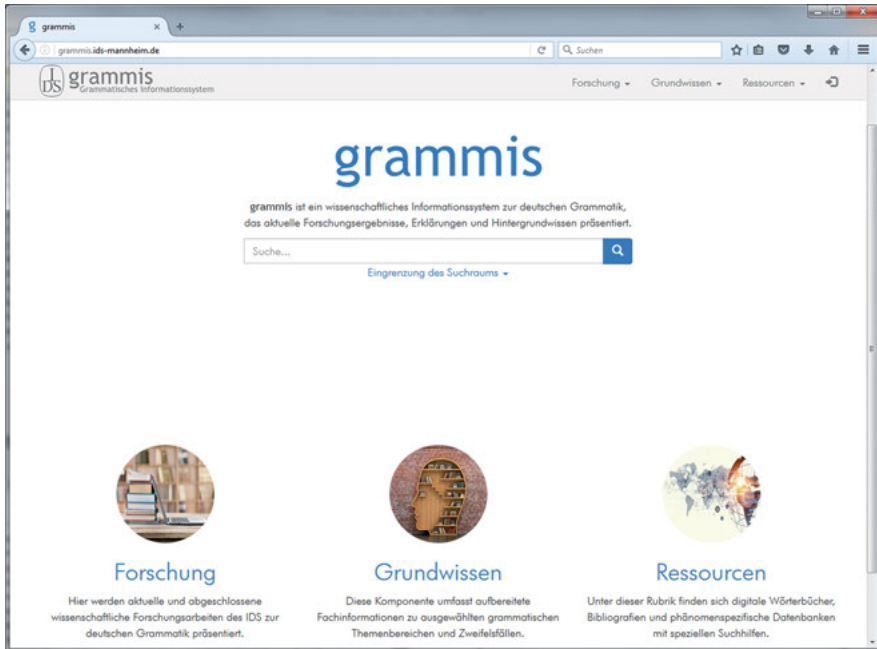 grammis
grammis.ids-mannheim.de
Suchen
IDS
grammis
Grammatisches Informationssystem
Forschung
Grundwissen
Ressourcen
grammis
grammis ist ein wissenschaftliches Informationssystem zur deutschen Grammatik,
das aktuelle Forschungsergebnisse, Erklärungen und Hintergrundwissen präsentiert.
Suche...
Eingrenzung des Suchraums
Forschung
Hier werden aktuelle und abgeschlossene
wissenschaftliche Forschungsarbeiten des IDS zur
deutschen Grammatik präsentiert.
Grundwissen
Diese Komponente umfasst aufbereitete
Fachinformationen zu ausgewählten grammatischen
Themenbereichen und Zweifelsfällen.
Ressourcen
Unter dieser Rubrik finden sich digitale Wörterbücher,
Bibliografien und phänomenspezifische Datenbanken
mit speziellen Suchhilfen.